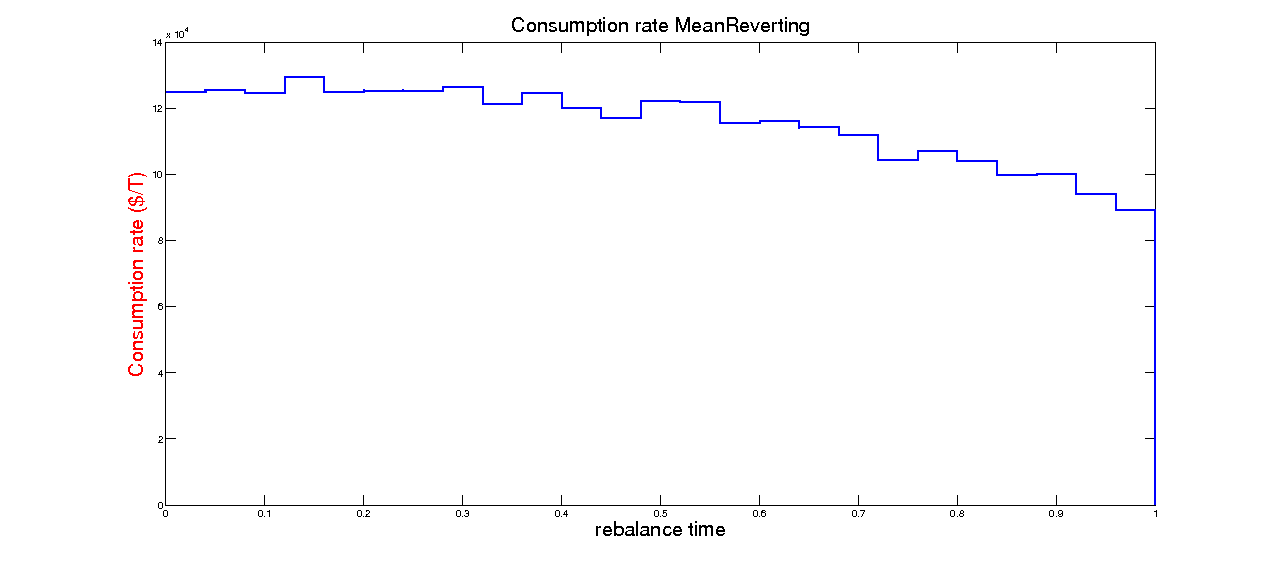 Consumption rate MeanReverting
x 10^4
14
12
10
8
6
4
2
0
Consumption rate ($/T)
0 0.1 0.2 0.3 0.4 0.5 0.6 0.7 0.8 0.9 1
rebalance time